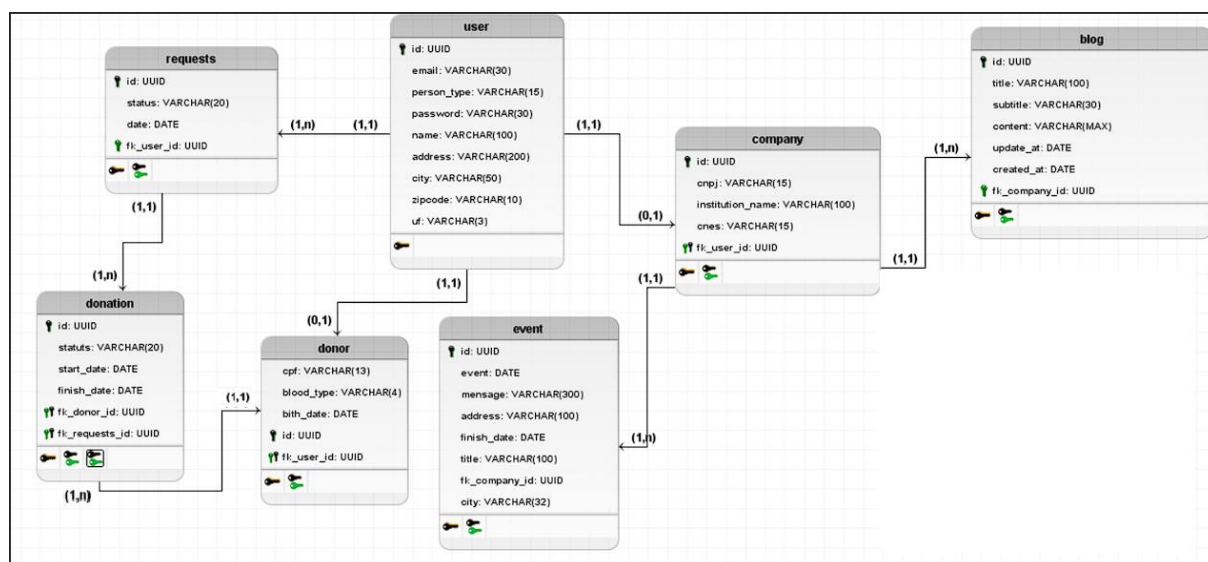 requests
id: UUID
status: VARCHAR(20)
date: DATE
fk_user_id: UUID
(1,n)
(1,1)
user
id: UUID
email: VARCHAR(30)
person_type: VARCHAR(15)
password: VARCHAR(30)
name: VARCHAR(100)
address: VARCHAR(200)
city: VARCHAR(50)
zipcode: VARCHAR(10)
uf: VARCHAR(3)
(1,1)
(0,1)
company
id: UUID
cnpj: VARCHAR(15)
institution_name: VARCHAR(100)
cnes: VARCHAR(15)
fk_user_id: UUID
(1,n)
(1,1)
blog
id: UUID
title: VARCHAR(100)
subtitle: VARCHAR(30)
content: VARCHAR(MAX)
update_at: DATE
created_at: DATE
fk_company_id: UUID
(1,1)
(1,n)
donation
id: UUID
statuts: VARCHAR(20)
start_date: DATE
finish_date: DATE
fk_donor_id: UUID
fk_requests_id: UUID
(1,n)
(1,1)
(1,1)
(0,1)
donor
cpf: VARCHAR(13)
blood_type: VARCHAR(4)
bith_date: DATE
id: UUID
fk_user_id: UUID
(1,1)
(1,n)
event
id: UUID
event: DATE
mensage: VARCHAR(300)
address: VARCHAR(100)
finish_date: DATE
title: VARCHAR(100)
fk_company_id: UUID
city: VARCHAR(32)